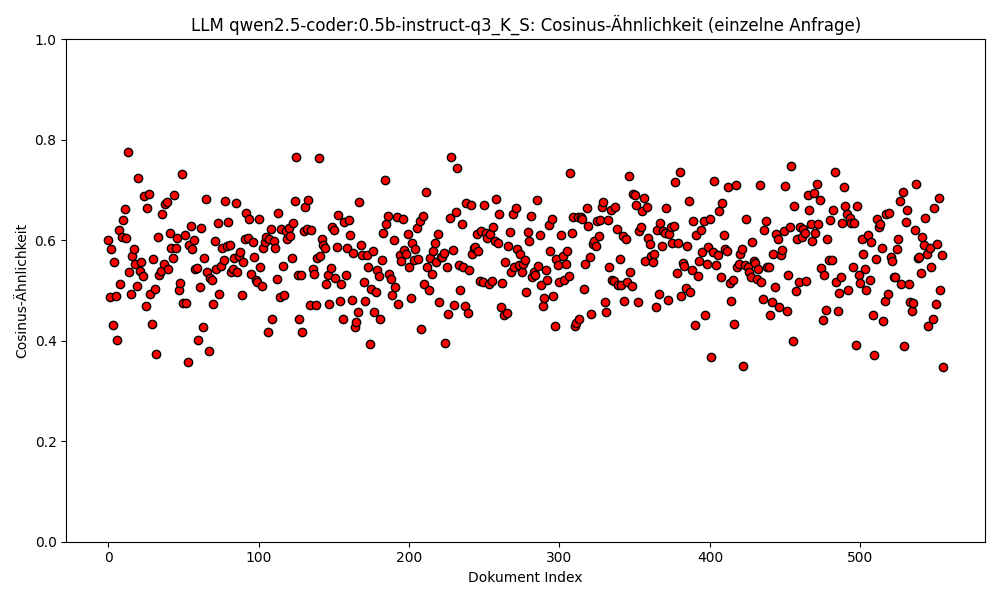 LLM qwen2.5-coder:0.5b-instruct-q3_K_S: Cosinus-Ähnlichkeit (einzelne Anfrage)
1.0
0.8
0.6
0.4
0.2
0.0
Cosinus-Ähnlichkeit
0 100 200 300 400 500
Dokument Index